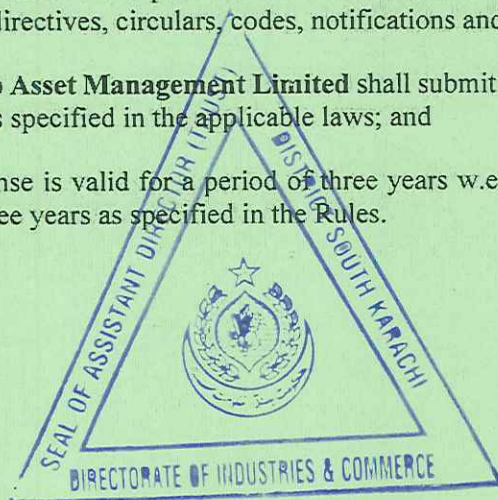 directives, circulars, codes, notifications and
Asset Management Limited shall submit
s specified in the applicable laws; and
nse is valid for a period of three years w.e
ee years as specified in the Rules.
SEAL OF ASSISTANT DIRECTOR (TRUST)
DISTRICT SOUTH KARACHI
DIRECTORATE OF INDUSTRIES & COMMERCE